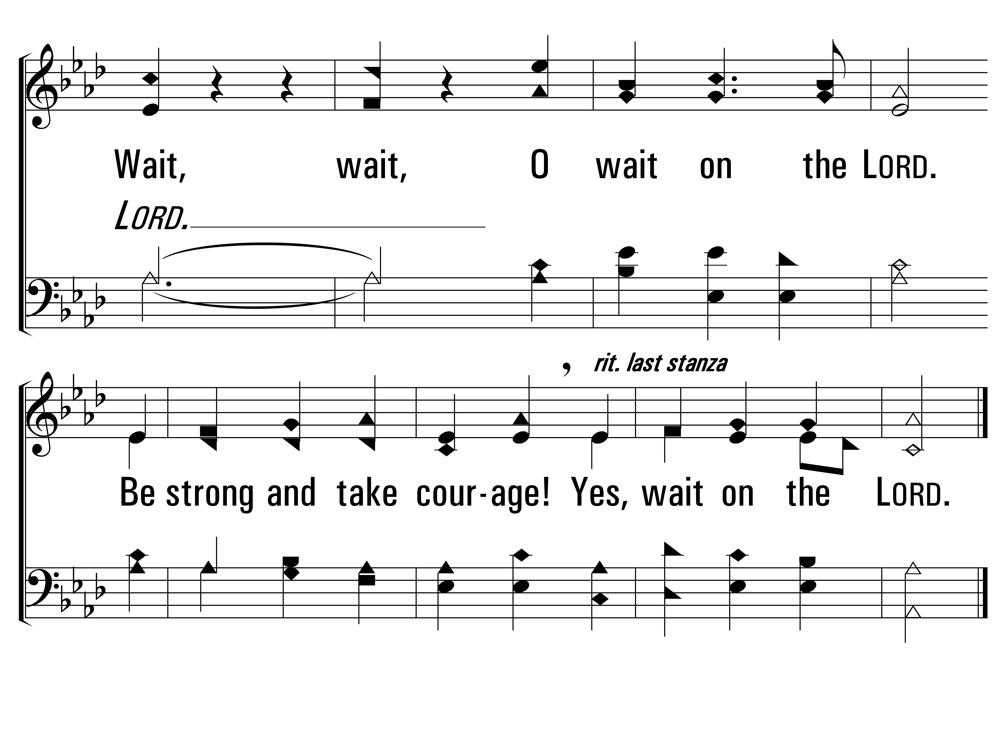 Wait, wait, O wait on the LORD.
LORD.
rit. last stanza
Be strong and take cour-age! Yes, wait on the LORD.